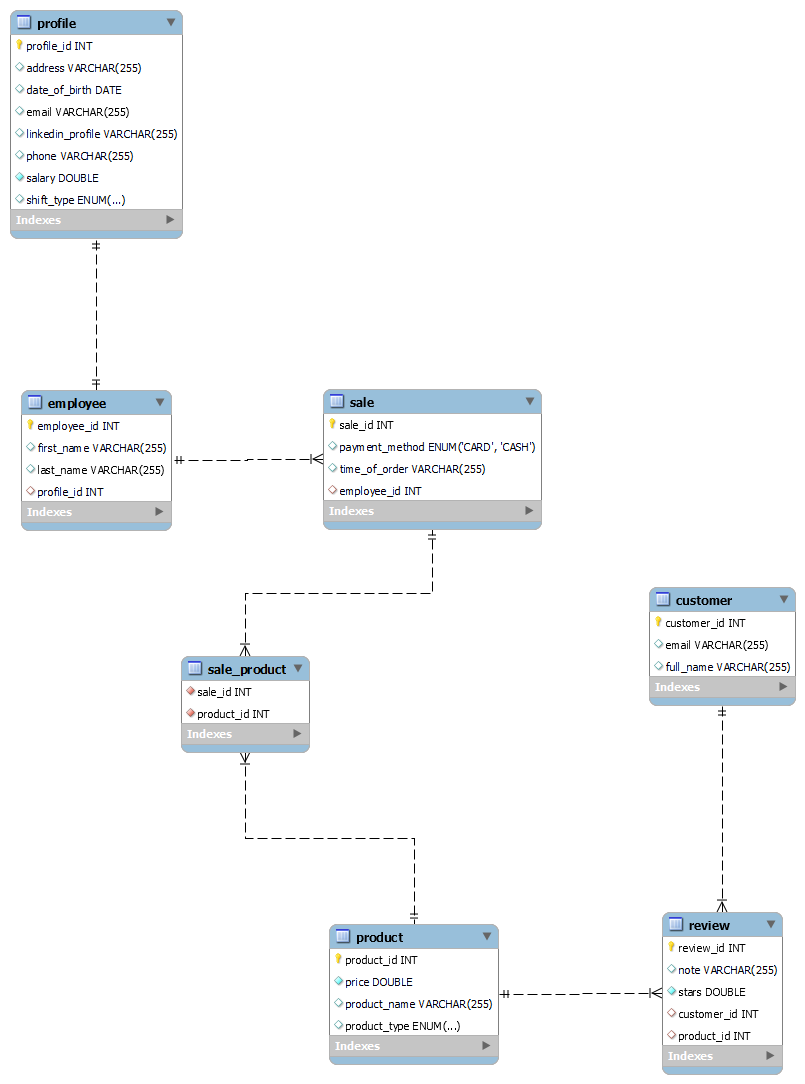 profile
profile_id INT
address VARCHAR(255)
date_of_birth DATE
email VARCHAR(255)
linkedin_profile VARCHAR(255)
phone VARCHAR(255)
salary DOUBLE
shift_type ENUM(...)
Indexes
employee
employee_id INT
first_name VARCHAR(255)
last_name VARCHAR(255)
profile_id INT
Indexes
sale
sale_id INT
payment_method ENUM('CARD', 'CASH')
time_of_order VARCHAR(255)
employee_id INT
Indexes
customer
customer_id INT
email VARCHAR(255)
full_name VARCHAR(255)
Indexes
sale_product
sale_id INT
product_id INT
Indexes
product
product_id INT
price DOUBLE
product_name VARCHAR(255)
product_type ENUM(...)
Indexes
review
review_id INT
note VARCHAR(255)
stars DOUBLE
customer_id INT
product_id INT
Indexes